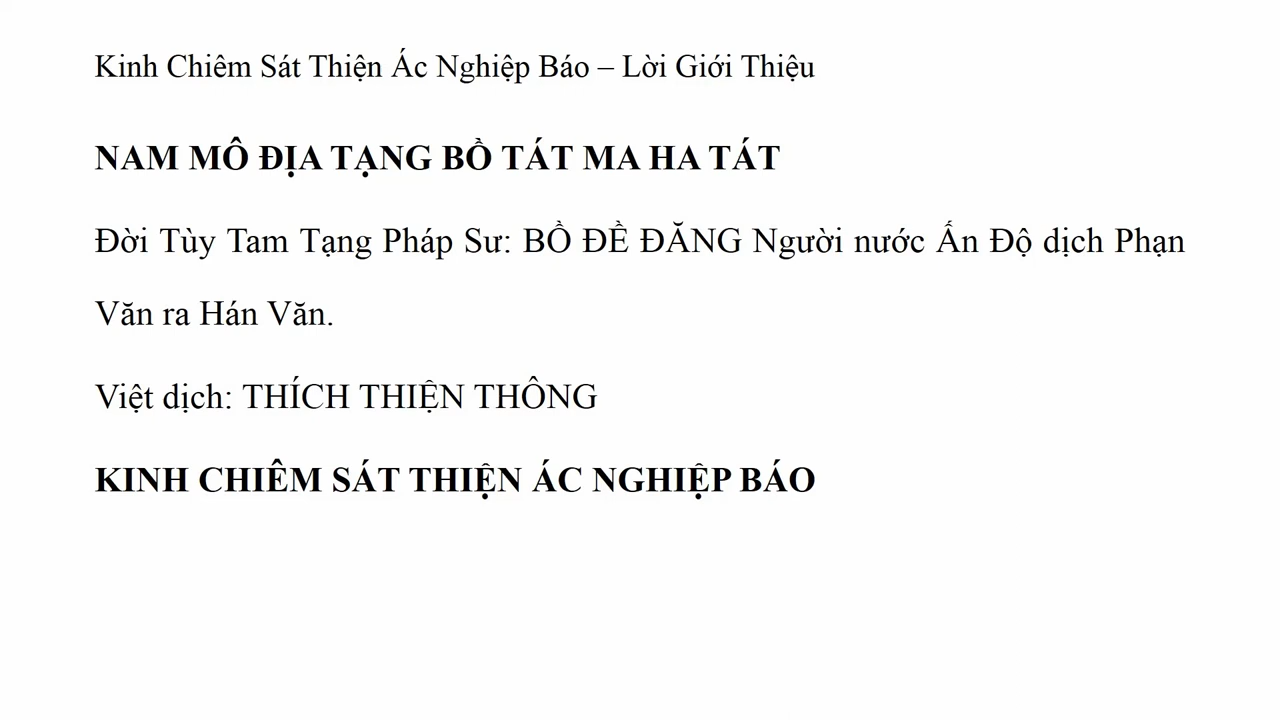 Kinh Chiêm Sát Thiện Ác Nghiệp Báo – Lời Giới Thiệu
NAM MÔ ĐỊA TẠNG BỒ TÁT MA HA TÁT
Đời Tùy Tam Tạng Pháp Sư: BỒ ĐỀ ĐĂNG Người nước Ấn Độ dịch Phạn
Văn ra Hán Văn.
Việt dịch: THÍCH THIỆN THÔNG
KINH CHIÊM SÁT THIỆN ÁC NGHIỆP BÁO